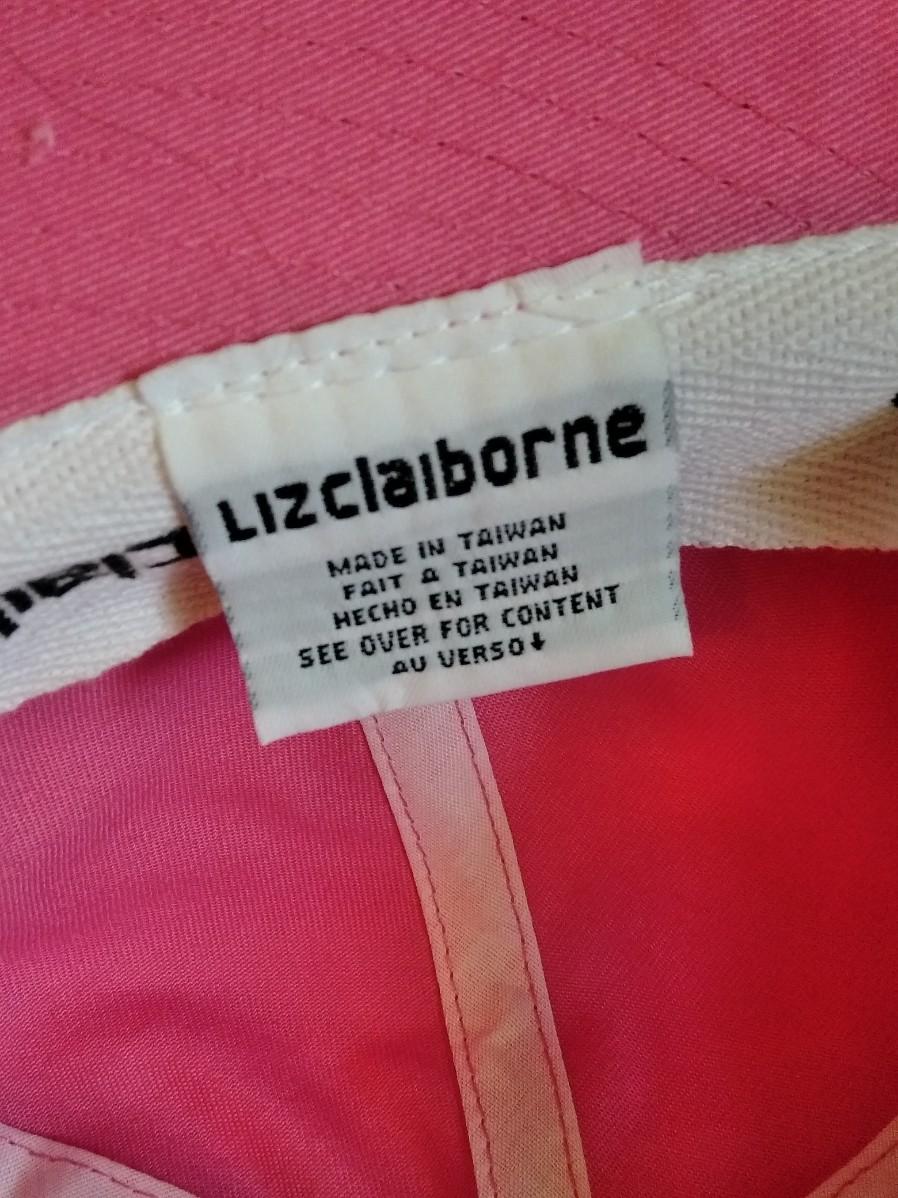 Lizclaiborne
MADE IN TAIWAN
FAIT A TAIWAN
HECHO EN TAIWAN
SEE OVER FOR CONTENT
AU VERSO↓